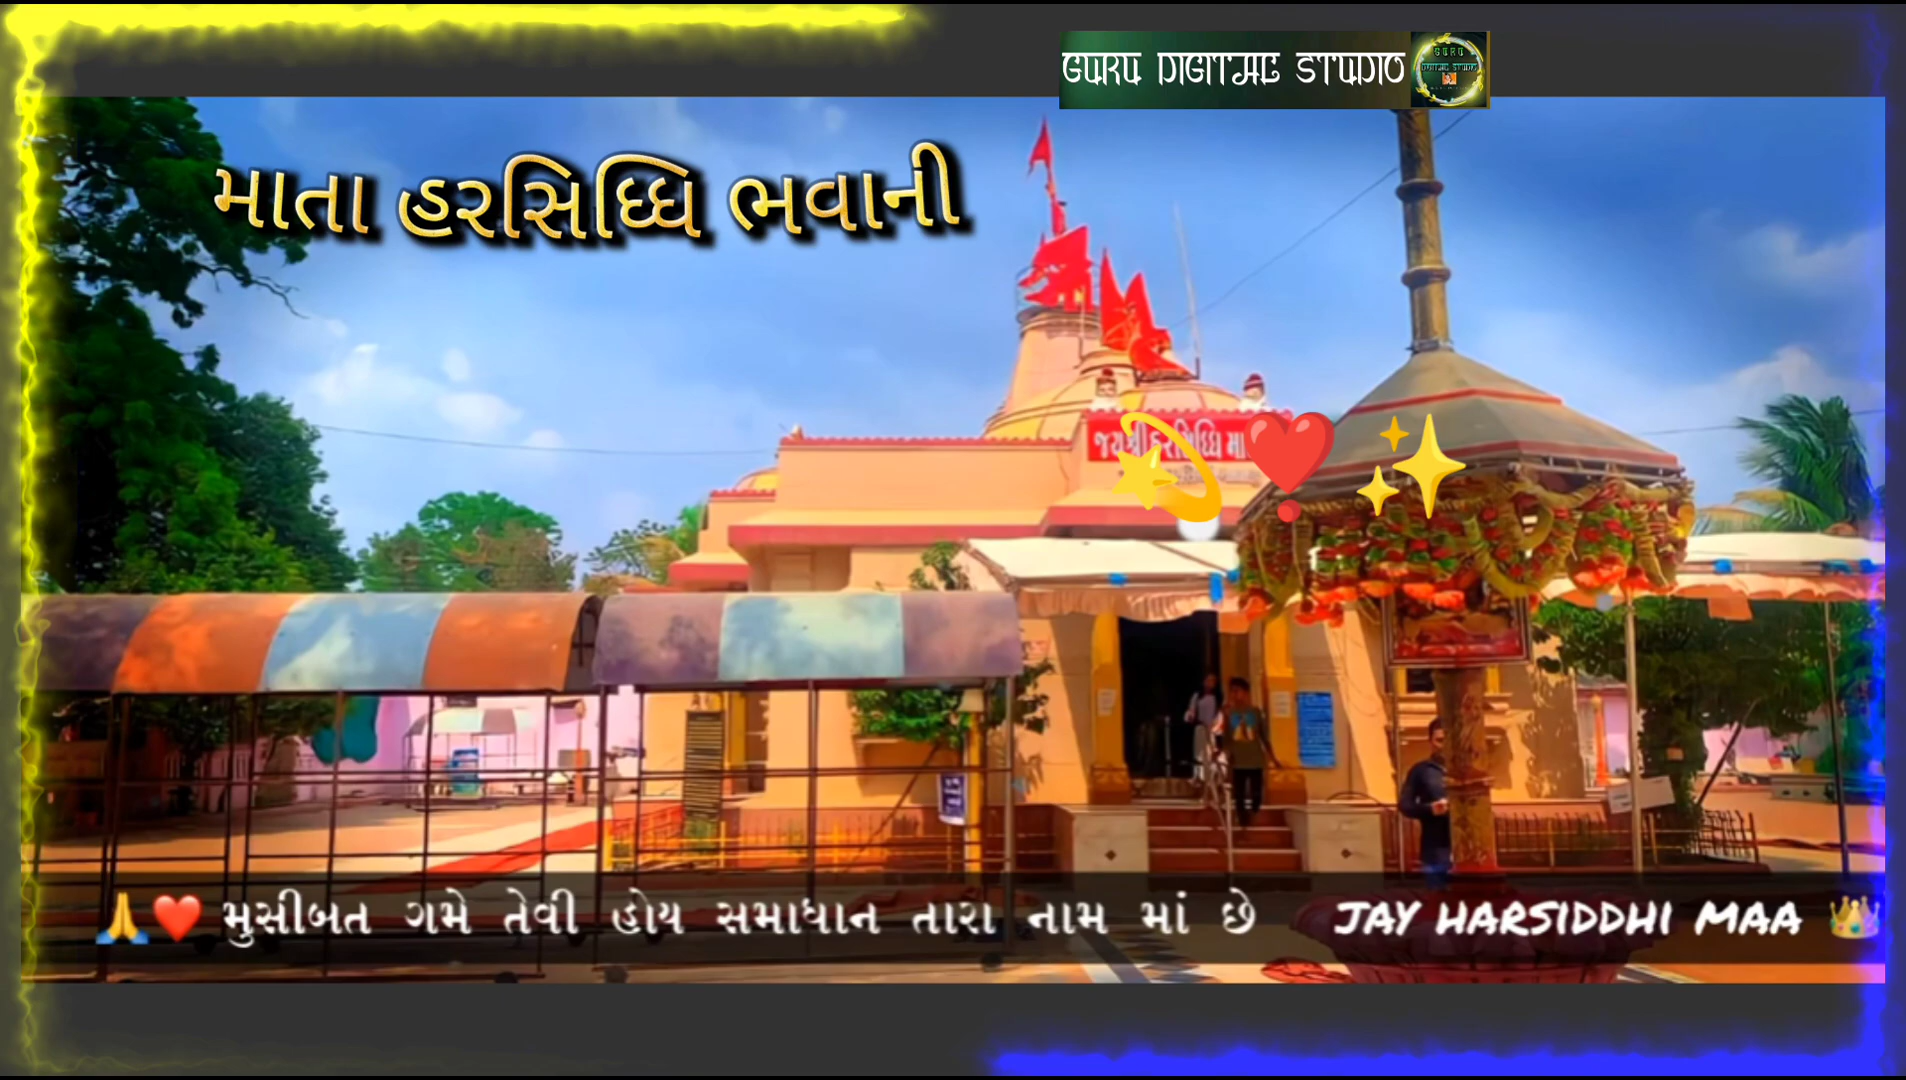 GURU DIGITAL STUDIO
માતા હરસિધ્ધિ ભવાની
મુસીબત ગમે તેવી હોય સમાધાન તારા નામ માં છે JAY HARSIDDHI MAA